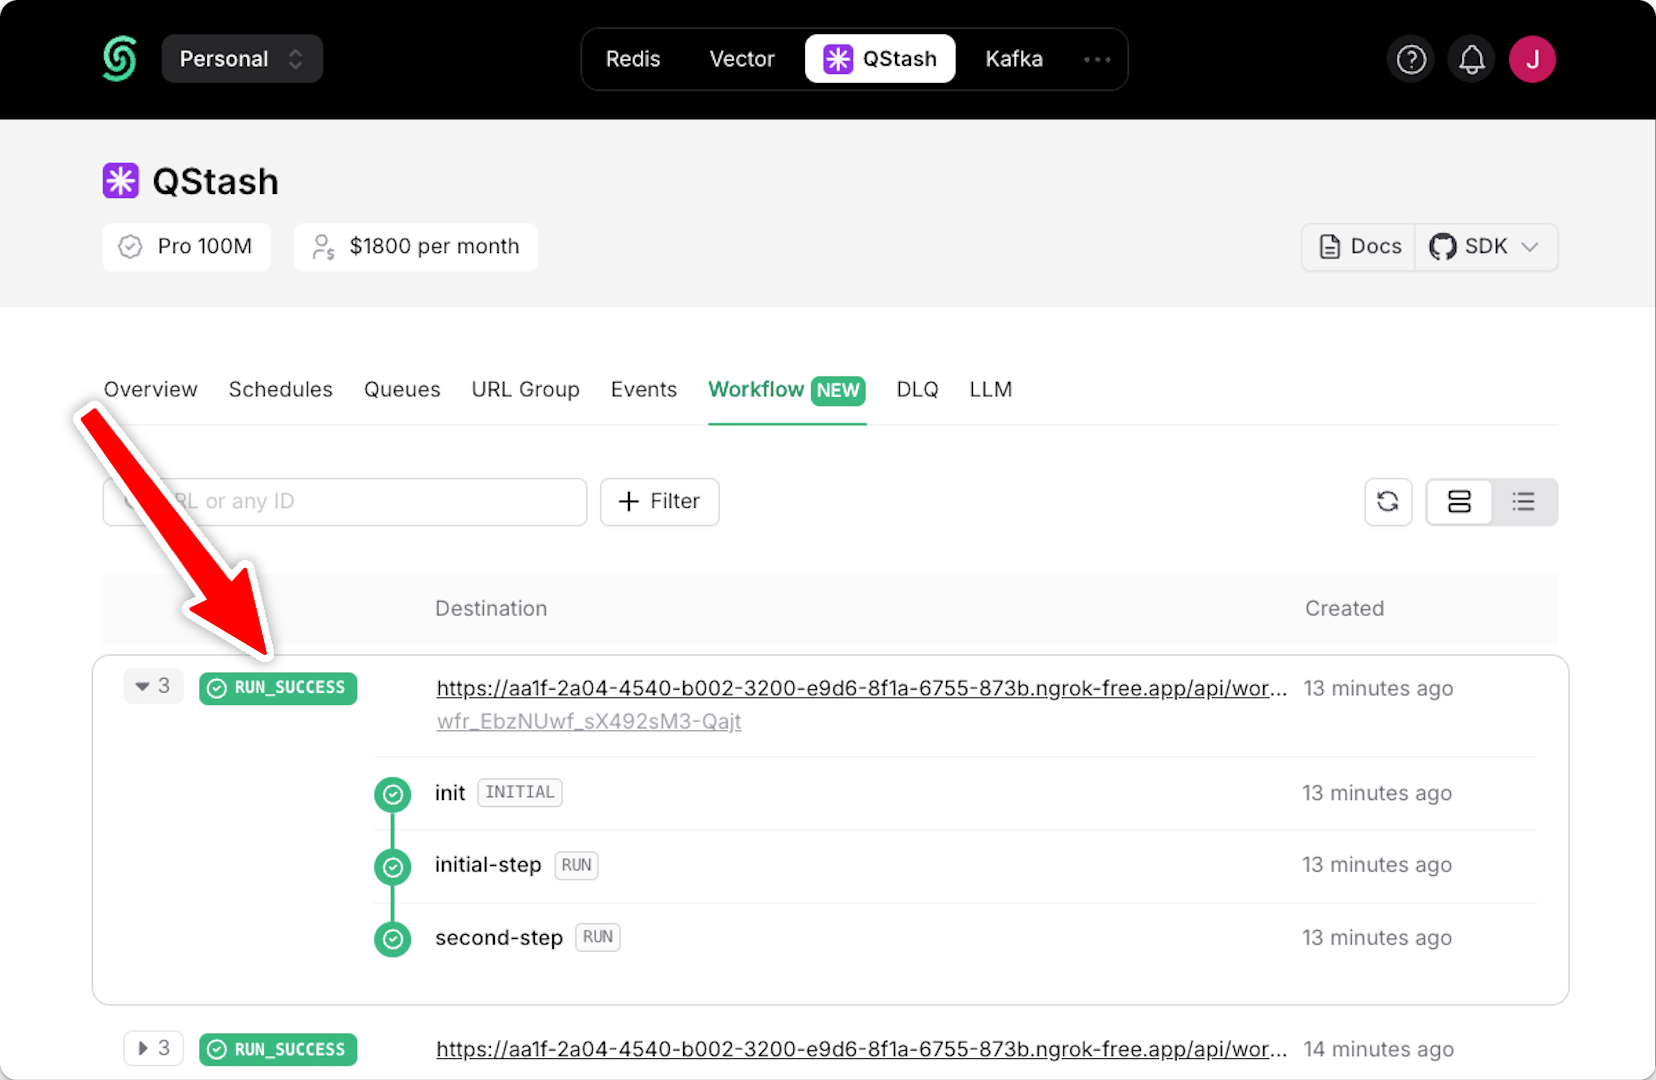 Personal
Redis
Vector
QStash
Kafka
J
QStash
Pro 100M
$1800 per month
Docs
SDK
Overview
Schedules
Queues
URL Group
Events
Workflow NEW
DLQ
LLM
or any ID
Filter
Destination
Created
3
RUN_SUCCESS
https://aa1f-2a04-4540-b002-3200-e9d6-8f1a-6755-873b.ngrok-free.app/api/wor...
13 minutes ago
wfr_EbzNUwf_sX492sM3-Qajt
init INITIAL
13 minutes ago
initial-step RUN
13 minutes ago
second-step RUN
13 minutes ago
3
RUN_SUCCESS
https://aa1f-2a04-4540-b002-3200-e9d6-8f1a-6755-873b.ngrok-free.app/api/wor...
14 minutes ago